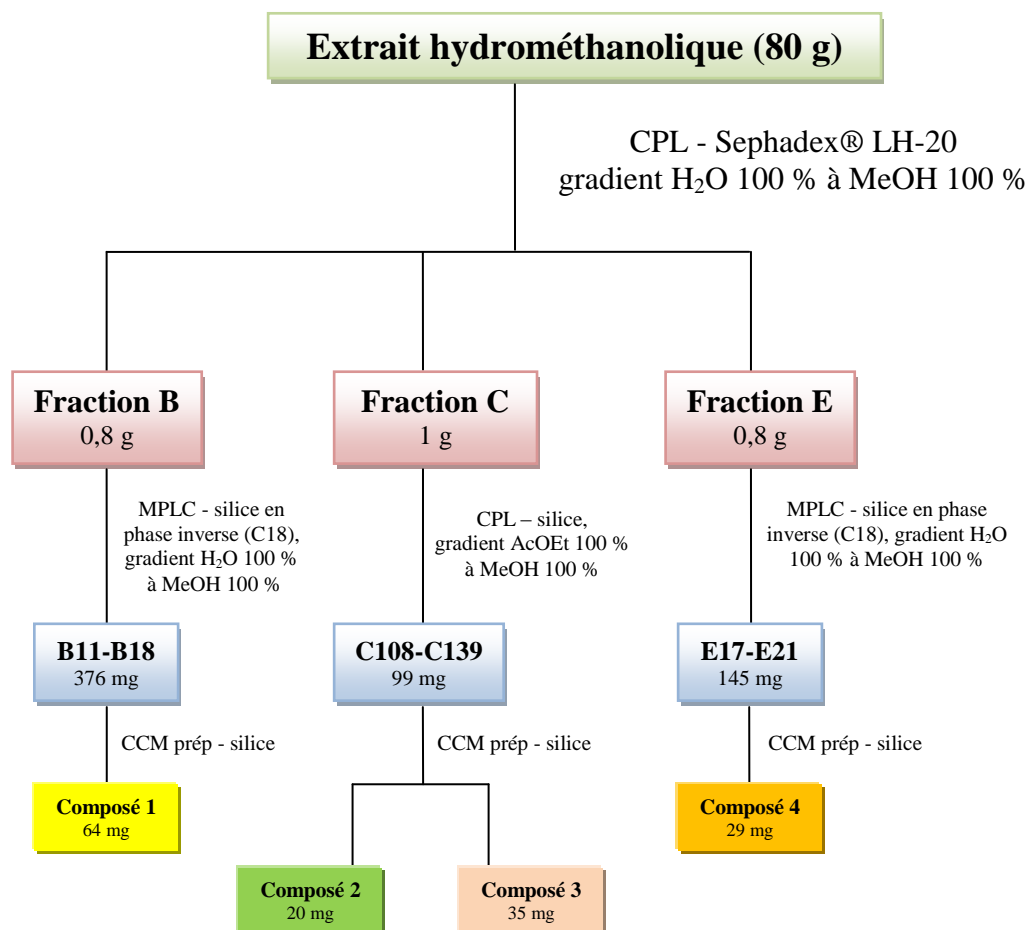 Extrait hydrométhanolique (80 g)
CPL - Sephadex® LH-20
gradient H₂O 100 % à MeOH 100 %
Fraction B
0,8 g
Fraction C
1 g
Fraction E
0,8 g
MPLC - silice en
phase inverse (C18),
gradient H₂O 100 %
à MeOH 100 %
CPL – silice,
gradient AcOEt 100 %
à MeOH 100 %
MPLC - silice en phase
inverse (C18), gradient H₂O
100 % à MeOH 100 %
B11-B18
376 mg
C108-C139
99 mg
E17-E21
145 mg
CCM prép - silice
CCM prép - silice
CCM prép - silice
Composé 1
64 mg
Composé 4
29 mg
Composé 2
20 mg
Composé 3
35 mg